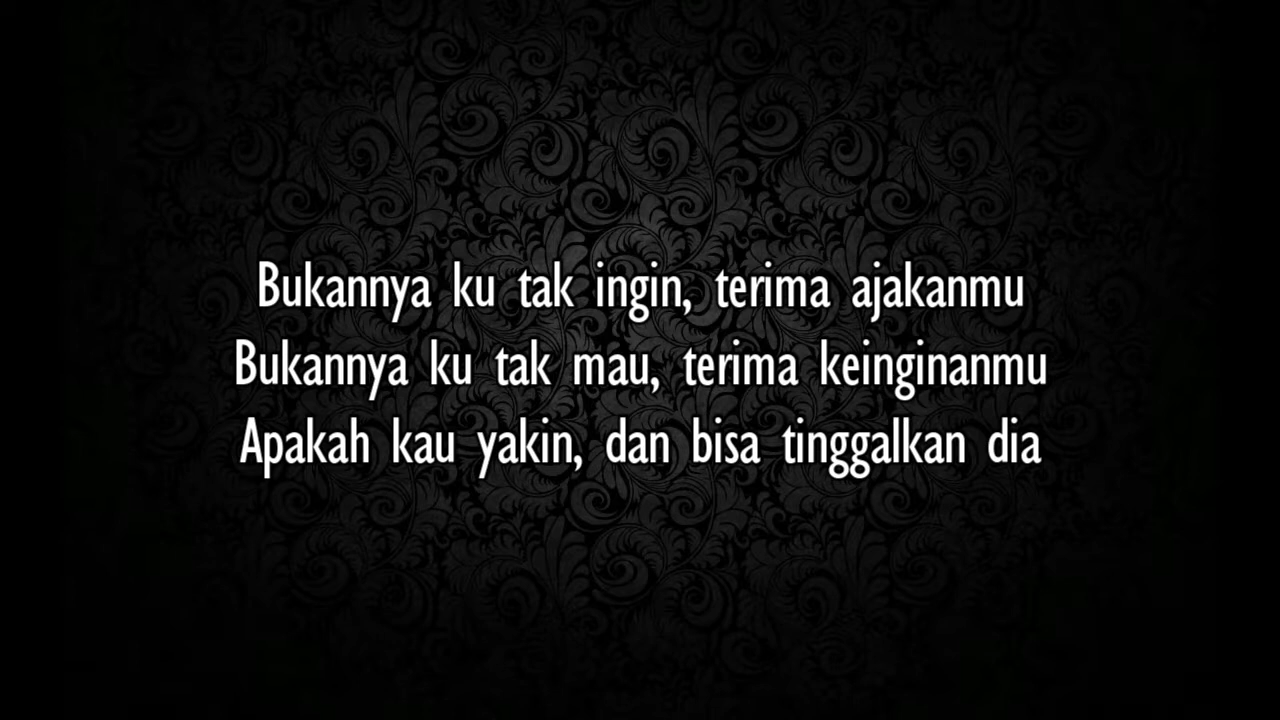 Bukannya ku tak ingin, terima ajakanmu
Bukannya ku tak mau, terima keinginanmu
Apakah kau yakin, dan bisa tinggalkan dia